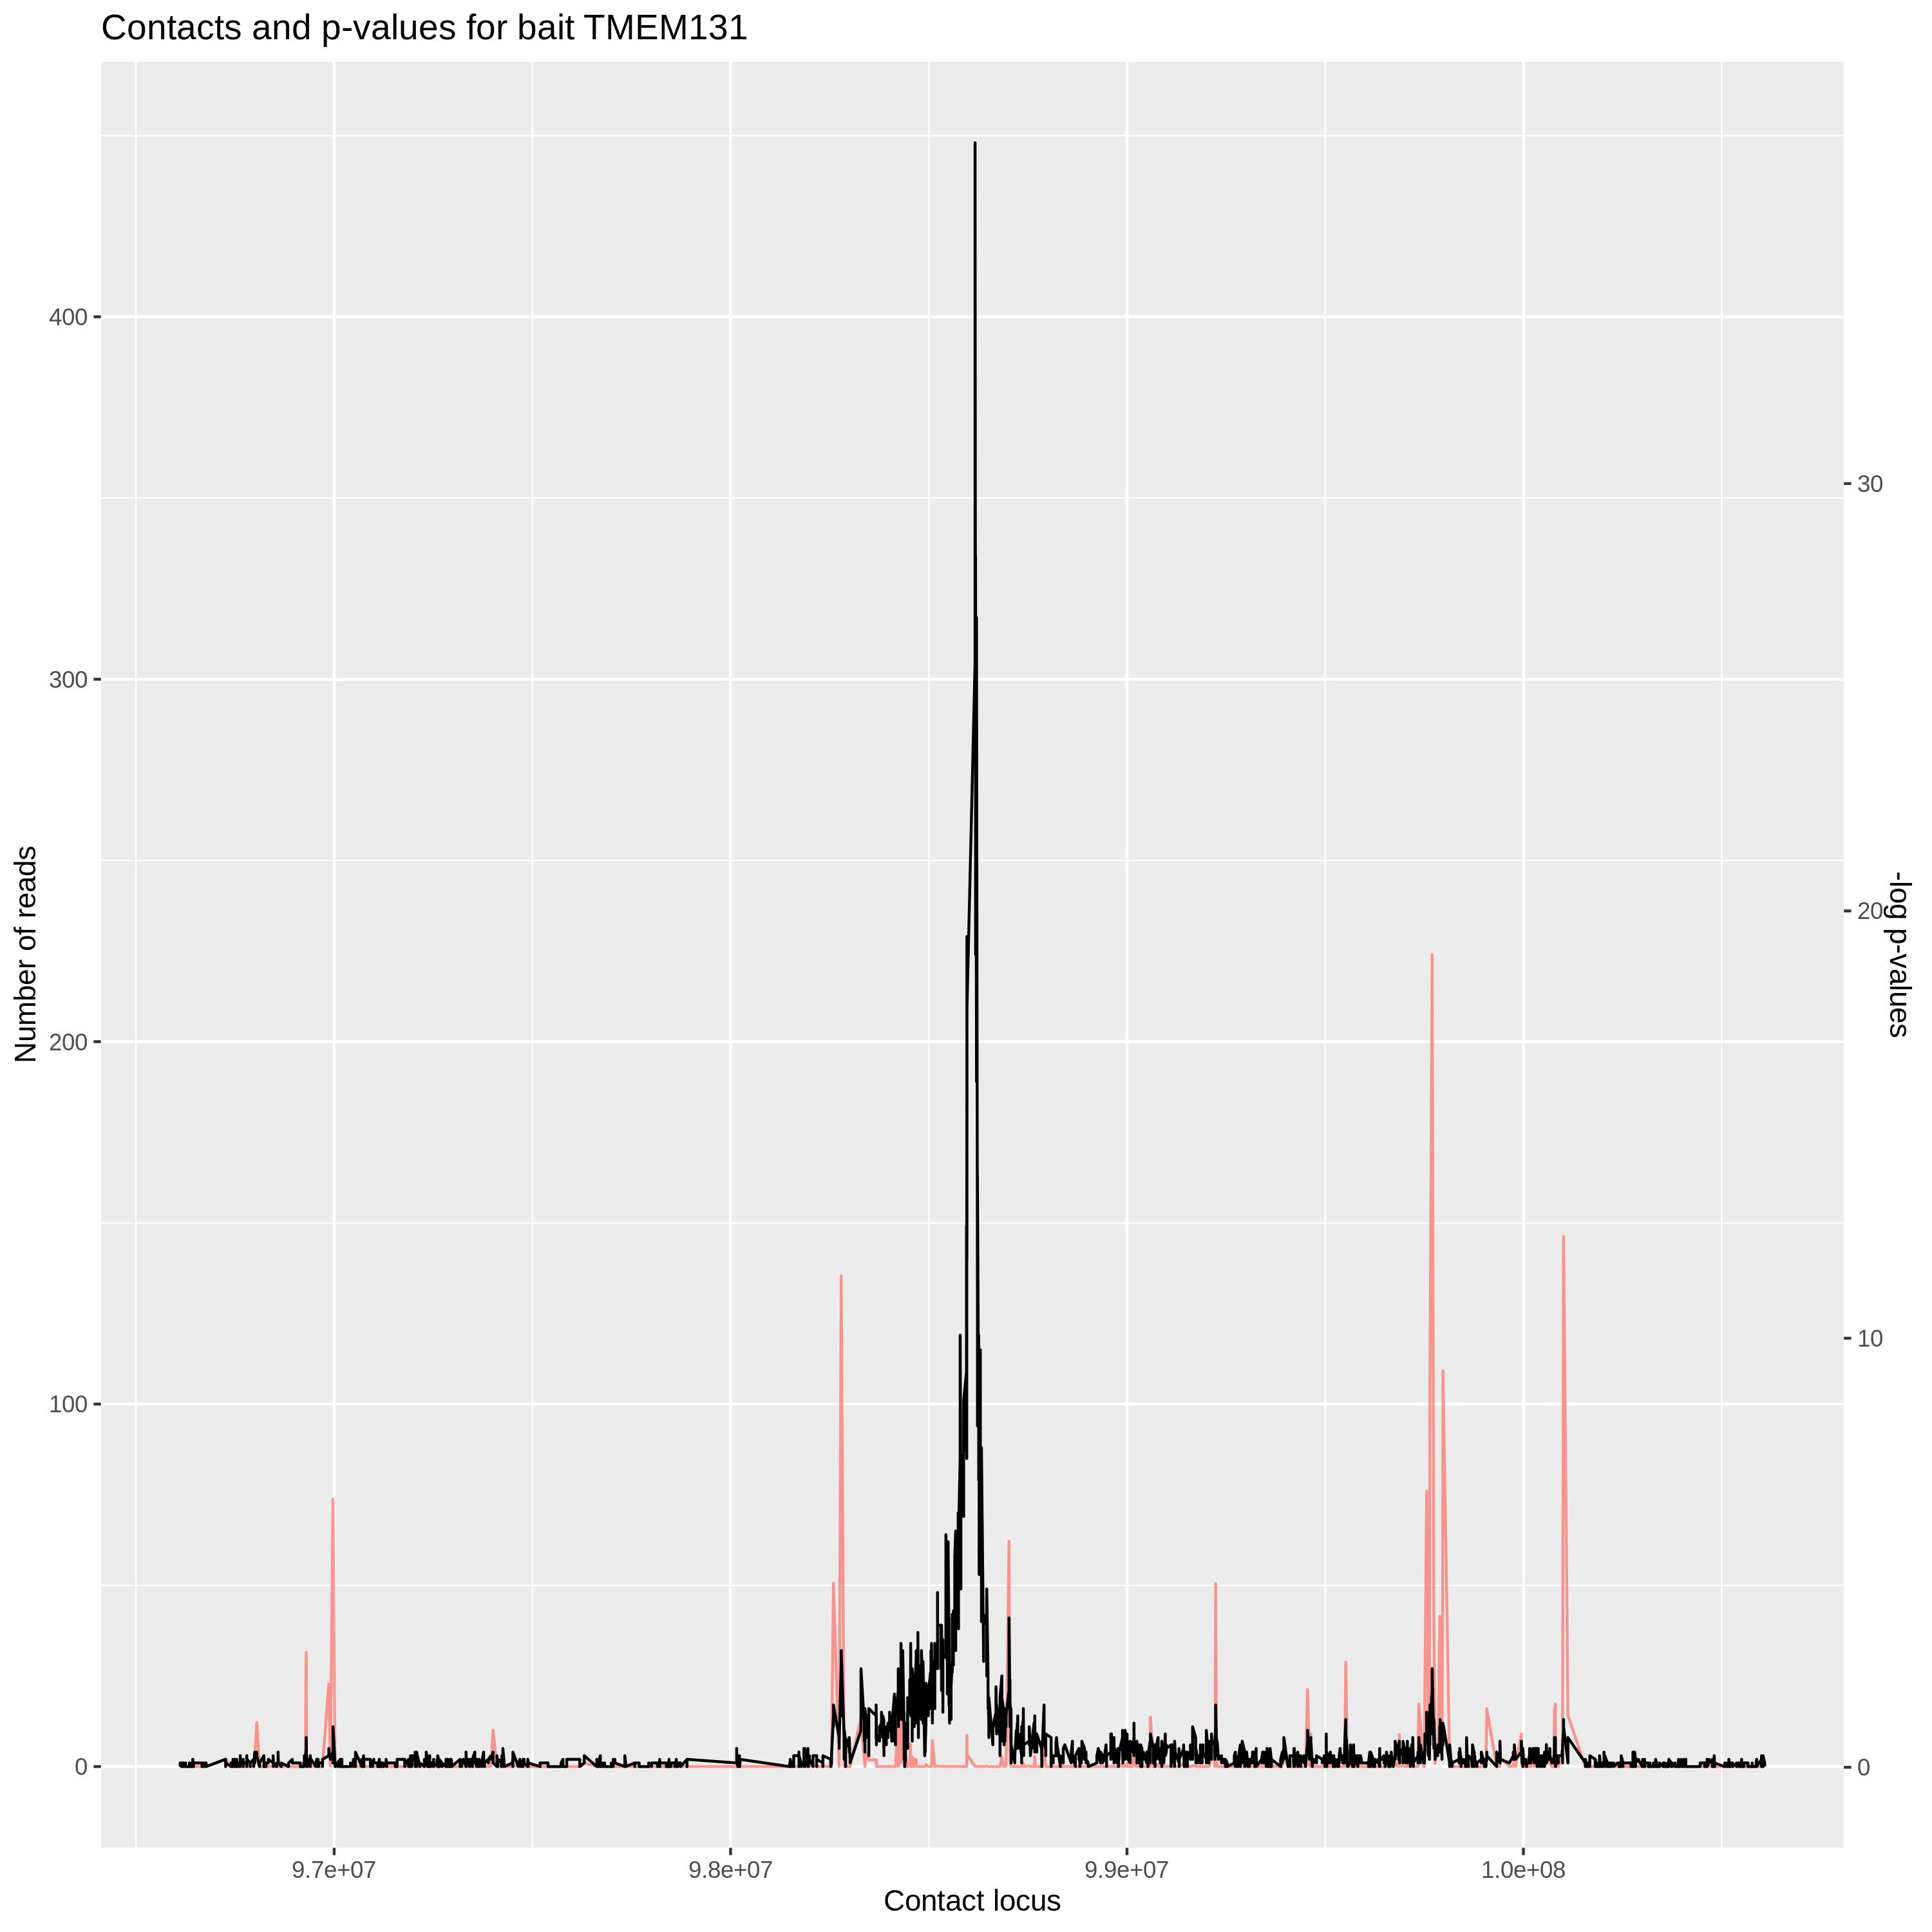 Contacts and p-values for bait TMEM131
Number of reads
400
300
200
100
0
30
20
10
0
-log p-values
9.7e+07 9.8e+07 9.9e+07 1.0e+08
Contact locus